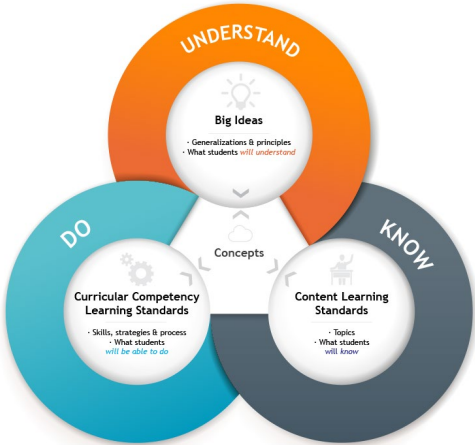 UNDERSTAND
Big Ideas
· Generalizations & principles
· What students will understand
DO
KNOW
Concepts
Curricular Competency
Learning Standards
· Skills, strategies & process
· What students
will be able to do
Content Learning
Standards
· Topics
· What students
will know